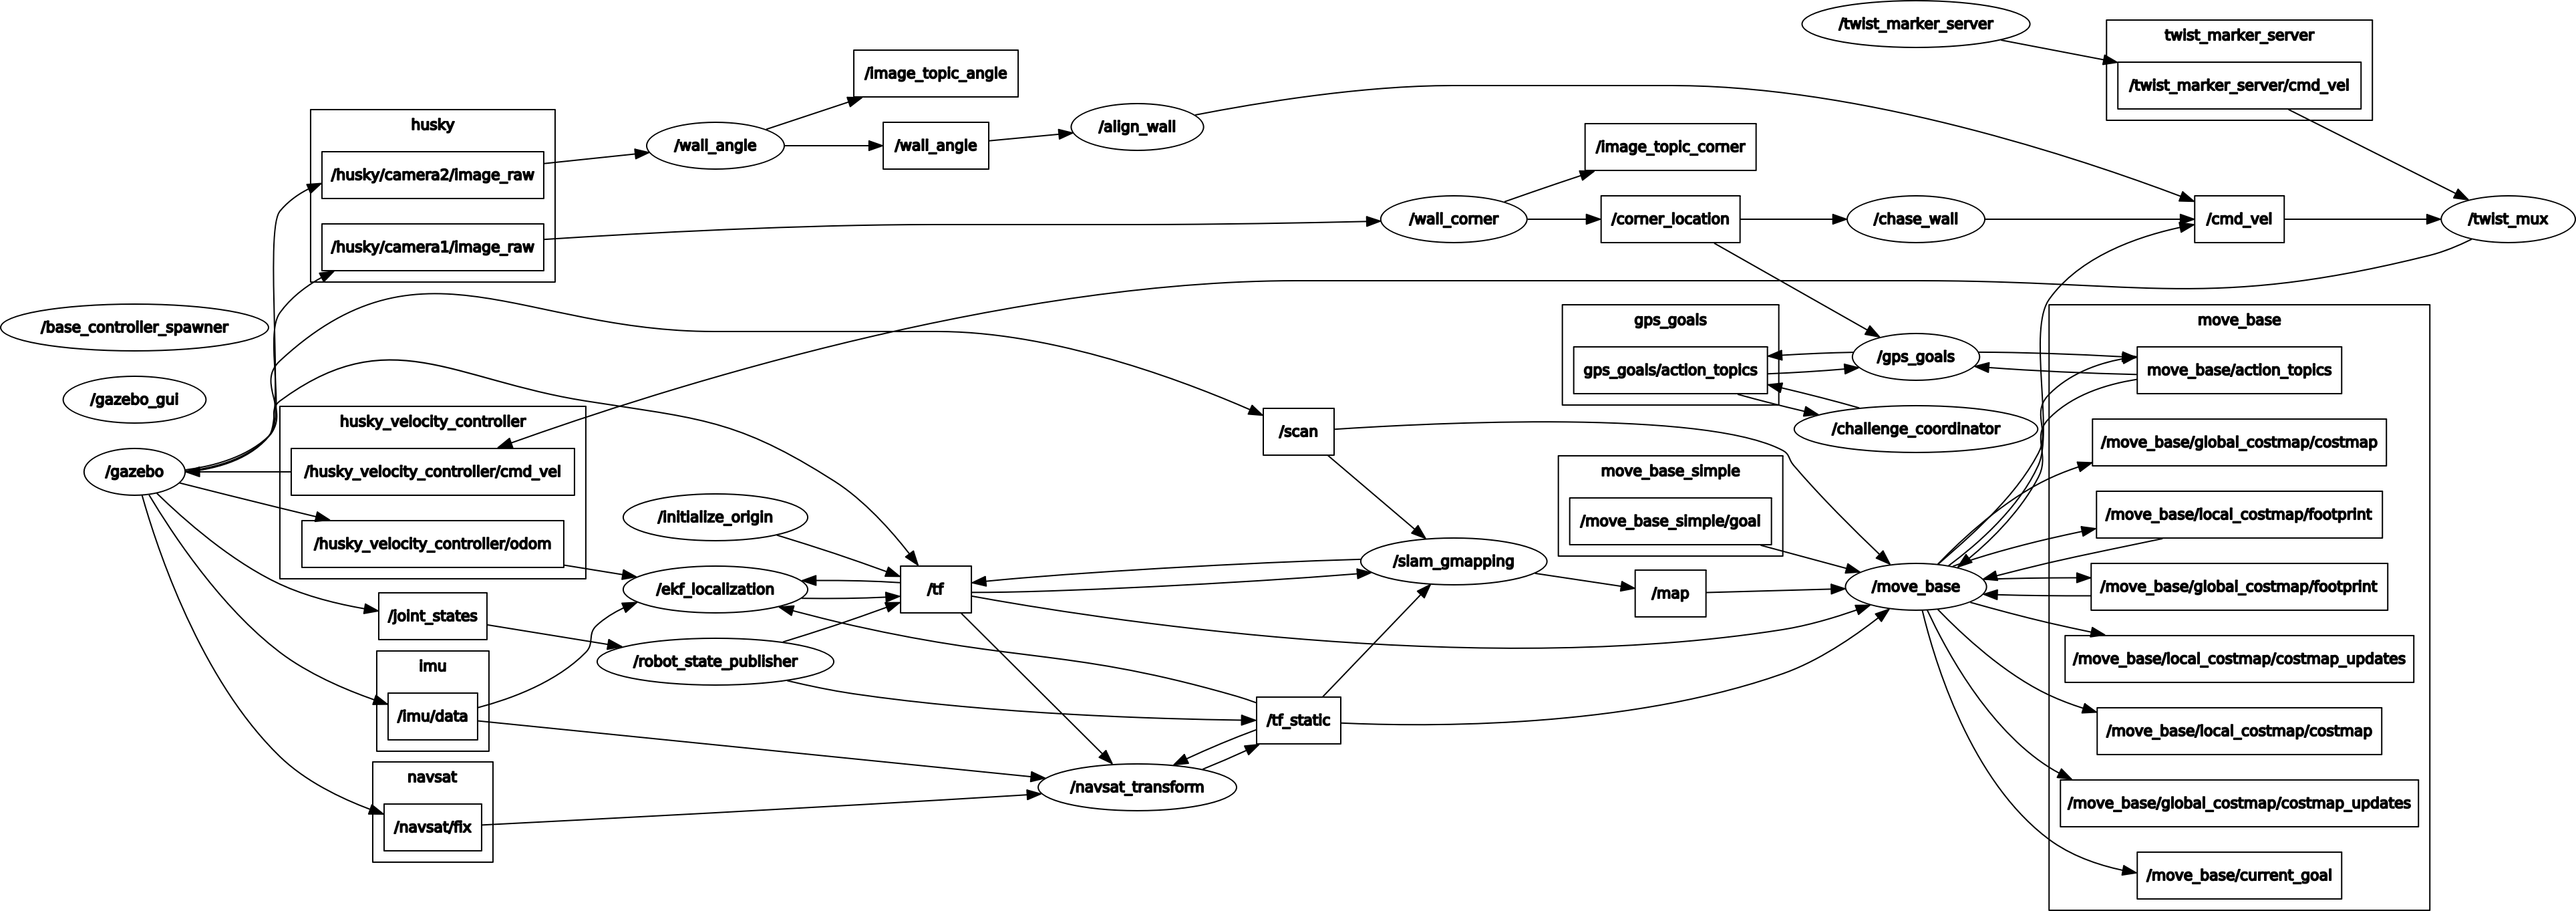 /twist_marker_server
twist_marker_server
/twist_marker_server/cmd_vel
/image_topic_angle
husky
/wall_angle
/wall_angle
/align_wall
/image_topic_corner
/husky/camera2/image_raw
/husky/camera1/image_raw
/wall_corner
/corner_location
/chase_wall
/cmd_vel
/twist_mux
/base_controller_spawner
gps_goals
move_base
/gps_goals
gps_goals/action_topics
move_base/action_topics
/gazebo_gui
husky_velocity_controller
/scan
/challenge_coordinator
/move_base/global_costmap/costmap
/gazebo
/husky_velocity_controller/cmd_vel
move_base_simple
/move_base_simple/goal
/move_base/local_costmap/footprint
/initialize_origin
/husky_velocity_controller/odom
/slam_gmapping
/ekf_localization
/tf
/map
/move_base
/move_base/global_costmap/footprint
/joint_states
/robot_state_publisher
/move_base/local_costmap/costmap_updates
imu
/imu/data
/tf_static
/move_base/local_costmap/costmap
navsat
/navsat_transform
/move_base/global_costmap/costmap_updates
/navsat/fix
/move_base/current_goal